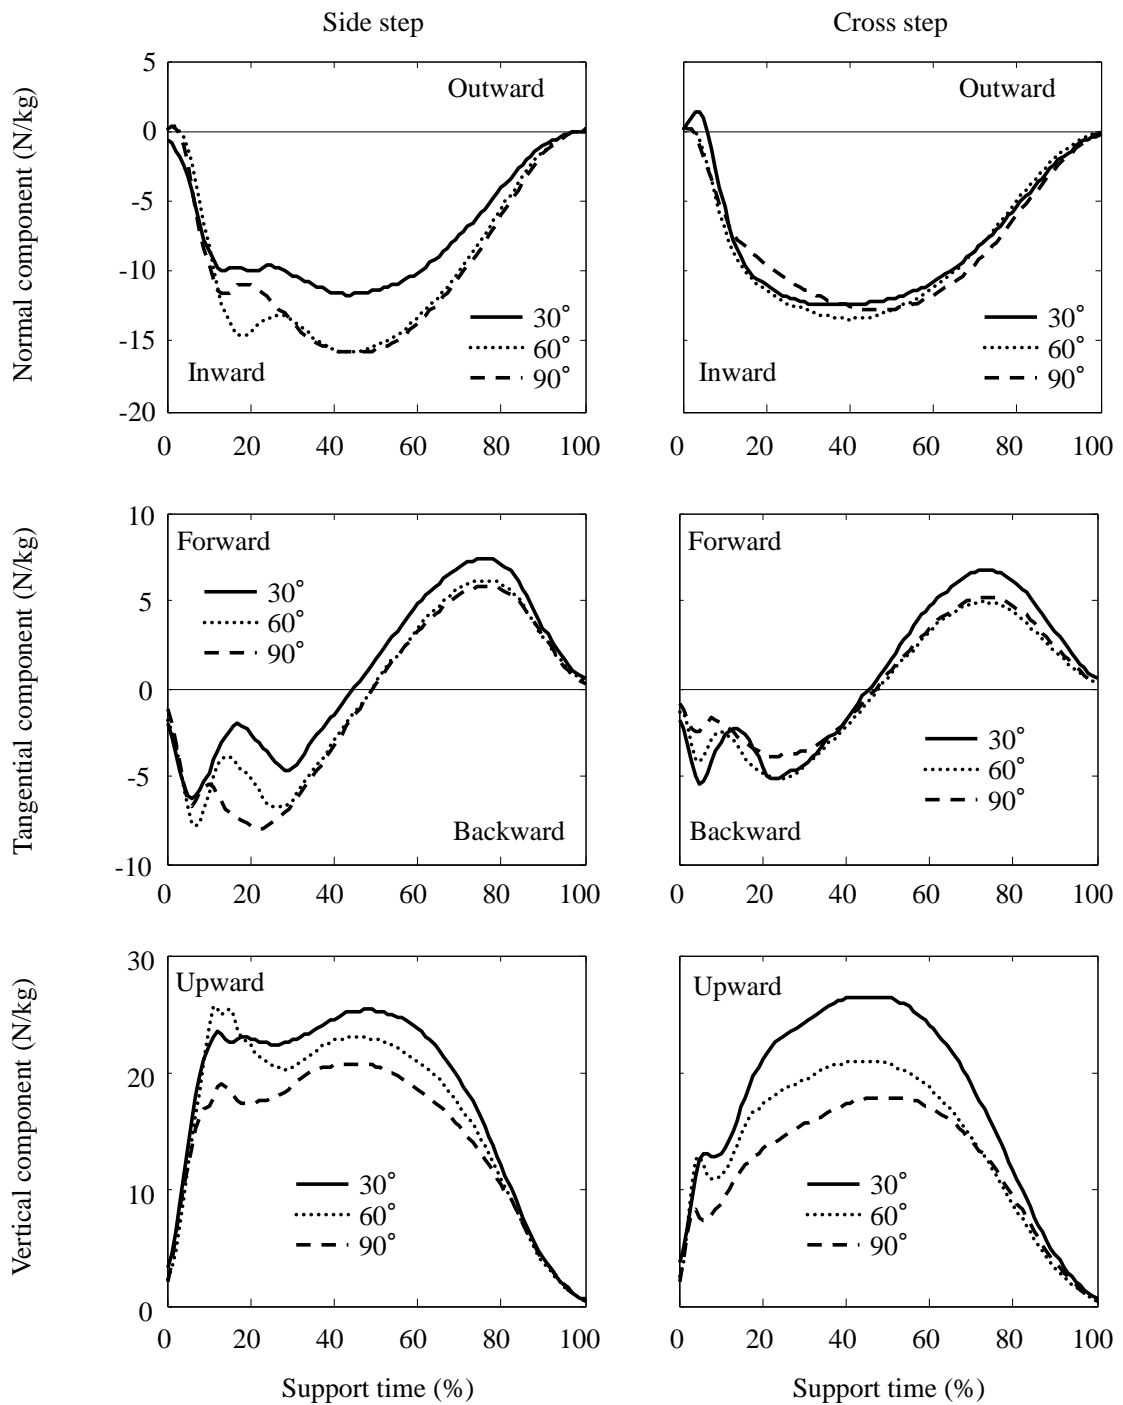 Side step
Cross step
Normal component (N/kg)
5
0
-5
-10
-15
-20
Outward
Inward
30°
60°
90°
0 20 40 60 80 100
Outward
Inward
30°
60°
90°
0 20 40 60 80 100
Tangential component (N/kg)
10
5
0
-5
-10
Forward
30°
60°
90°
Backward
0 20 40 60 80 100
Forward
30°
60°
90°
Backward
0 20 40 60 80 100
Vertical component (N/kg)
30
20
10
0
Upward
30°
60°
90°
0 20 40 60 80 100
Support time (%)
Upward
30°
60°
90°
0 20 40 60 80 100
Support time (%)